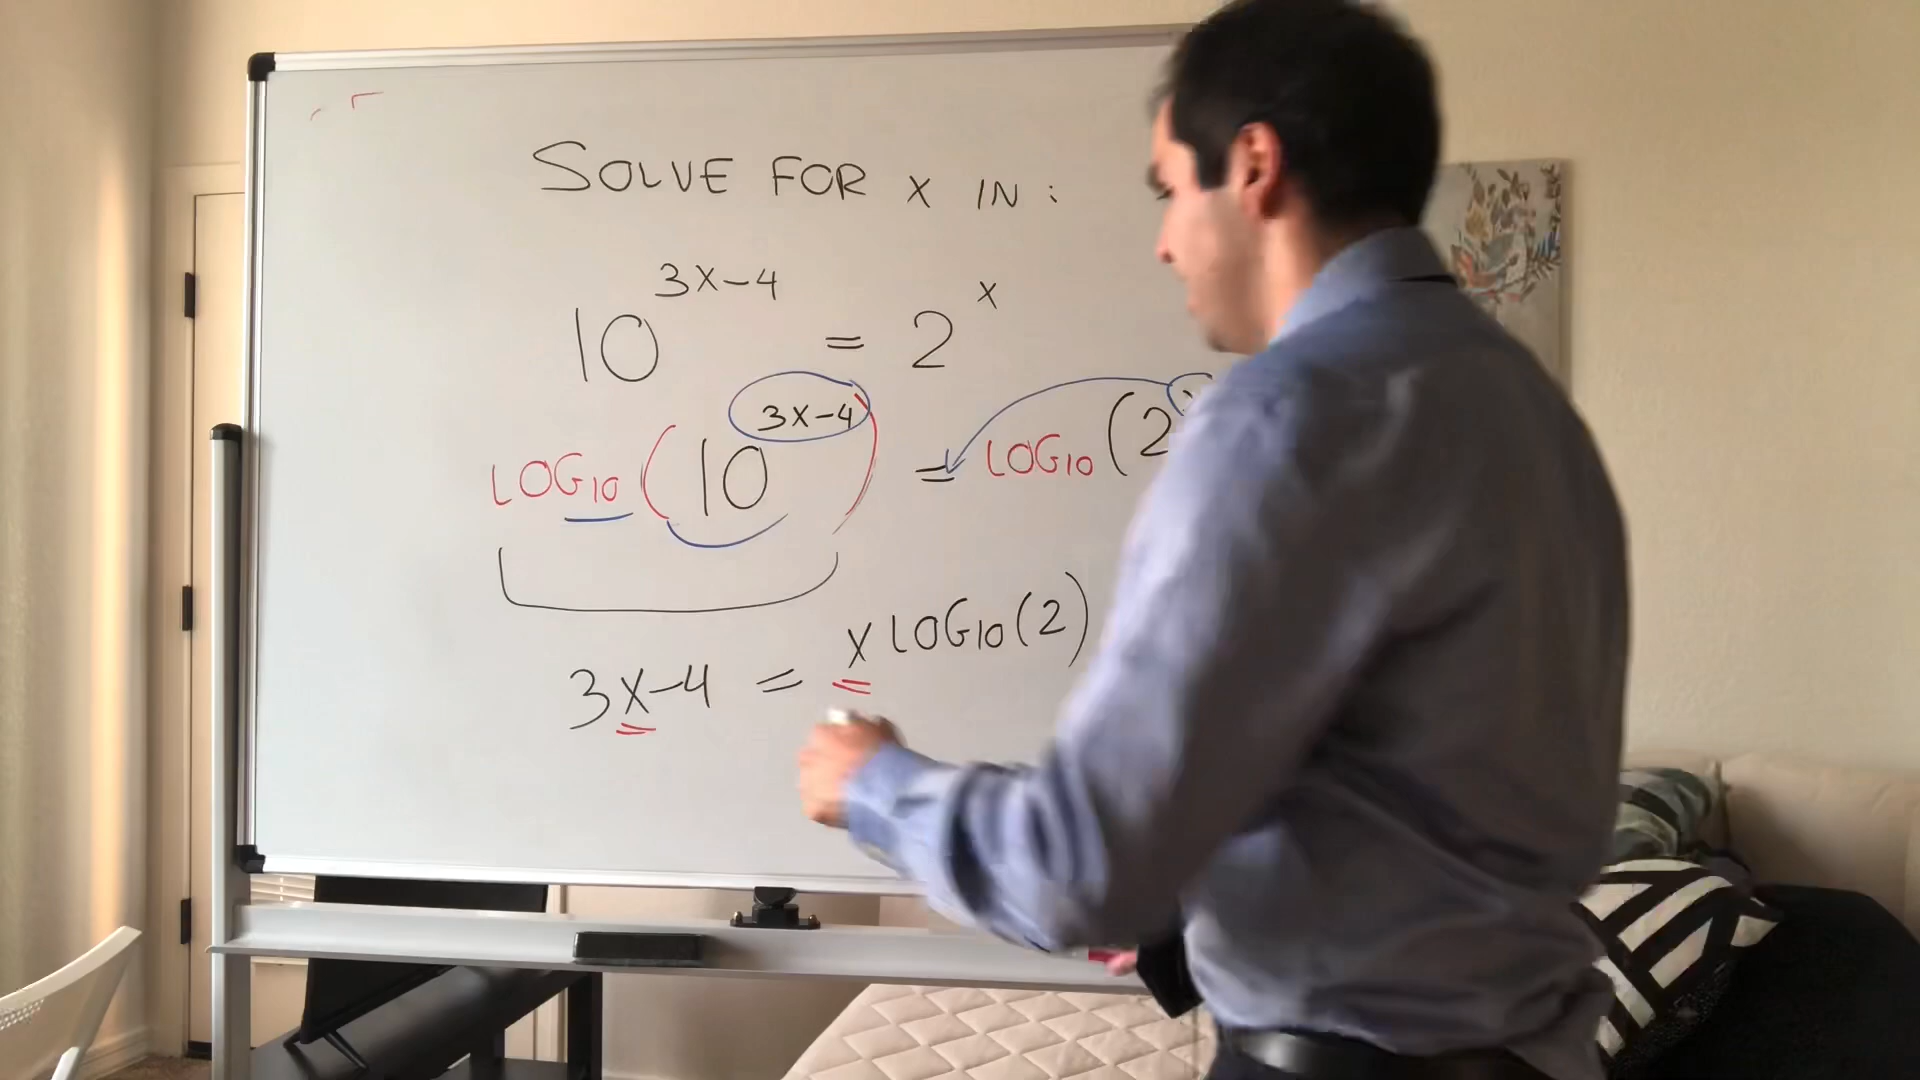 SOLVE FOR X IN :
10^{3X-4} = 2^X
LOG₁₀ (10^{3X-4}) = LOG₁₀ (2
3X-4 = X LOG₁₀ (2)